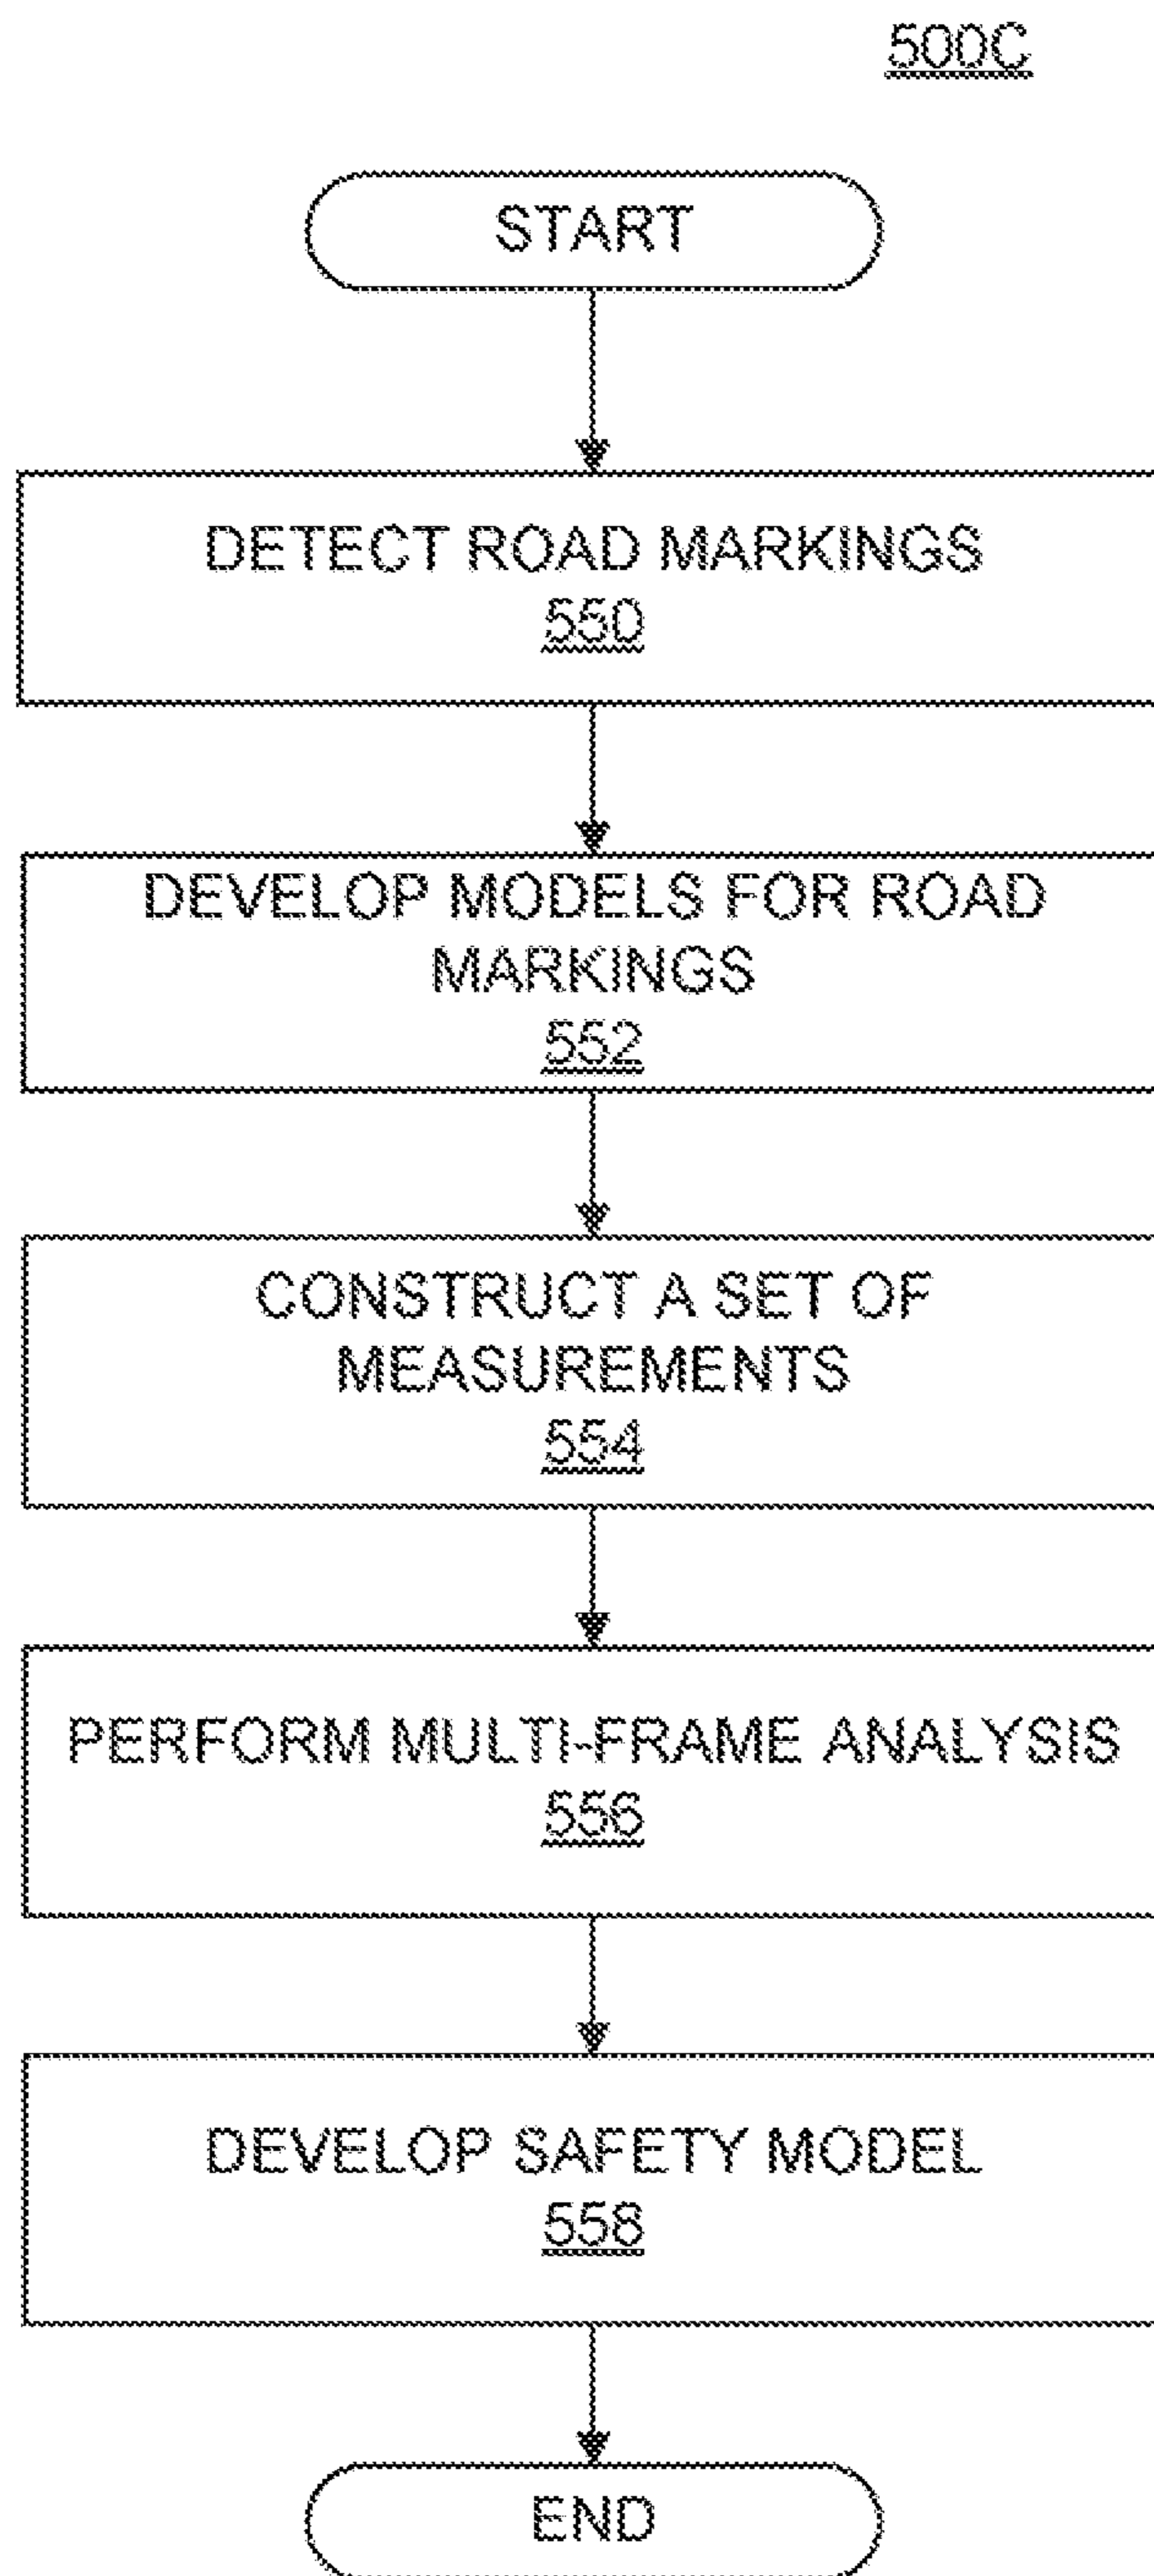 500C
START
DETECT ROAD MARKINGS
550
DEVELOP MODELS FOR ROAD
MARKINGS
552
CONSTRUCT A SET OF
MEASUREMENTS
554
PERFORM MULTI-FRAME ANALYSIS
556
DEVELOP SAFETY MODEL
558
END